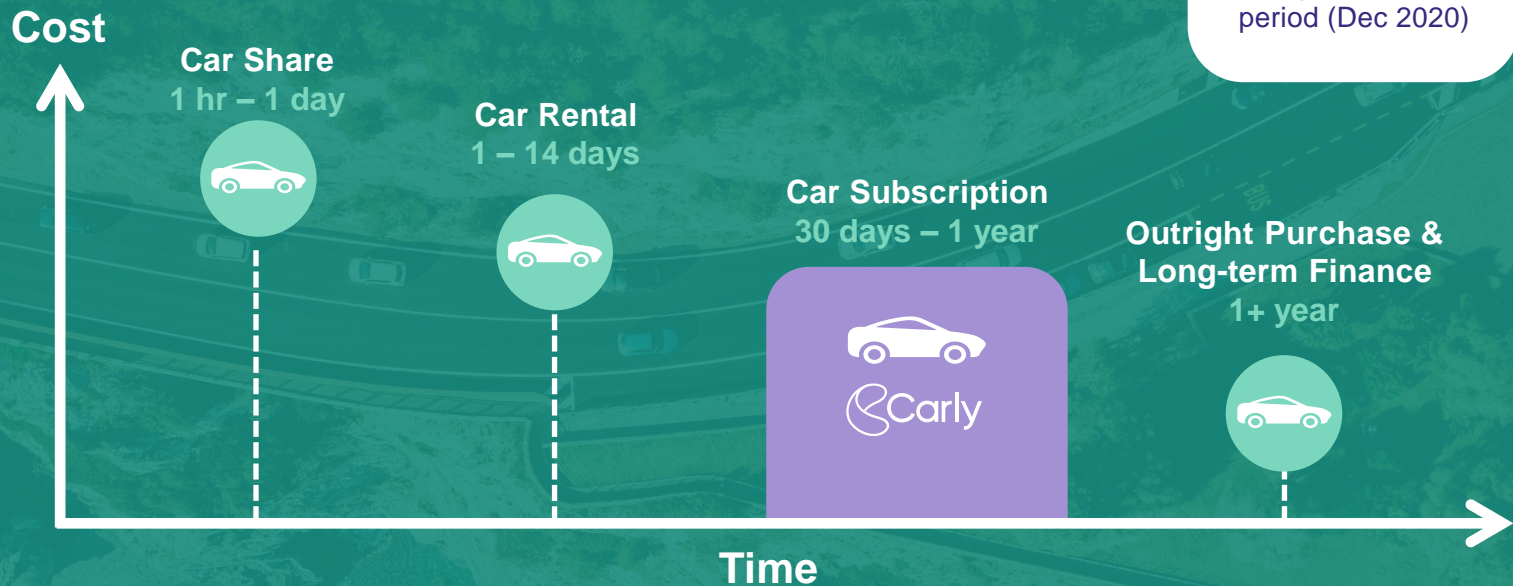 period (Dec 2020)
Cost
Car Share
1 hr – 1 day
Car Rental
1 – 14 days
Car Subscription
30 days – 1 year
Outright Purchase &
Long-term Finance
1+ year
Carly
BUS
Time